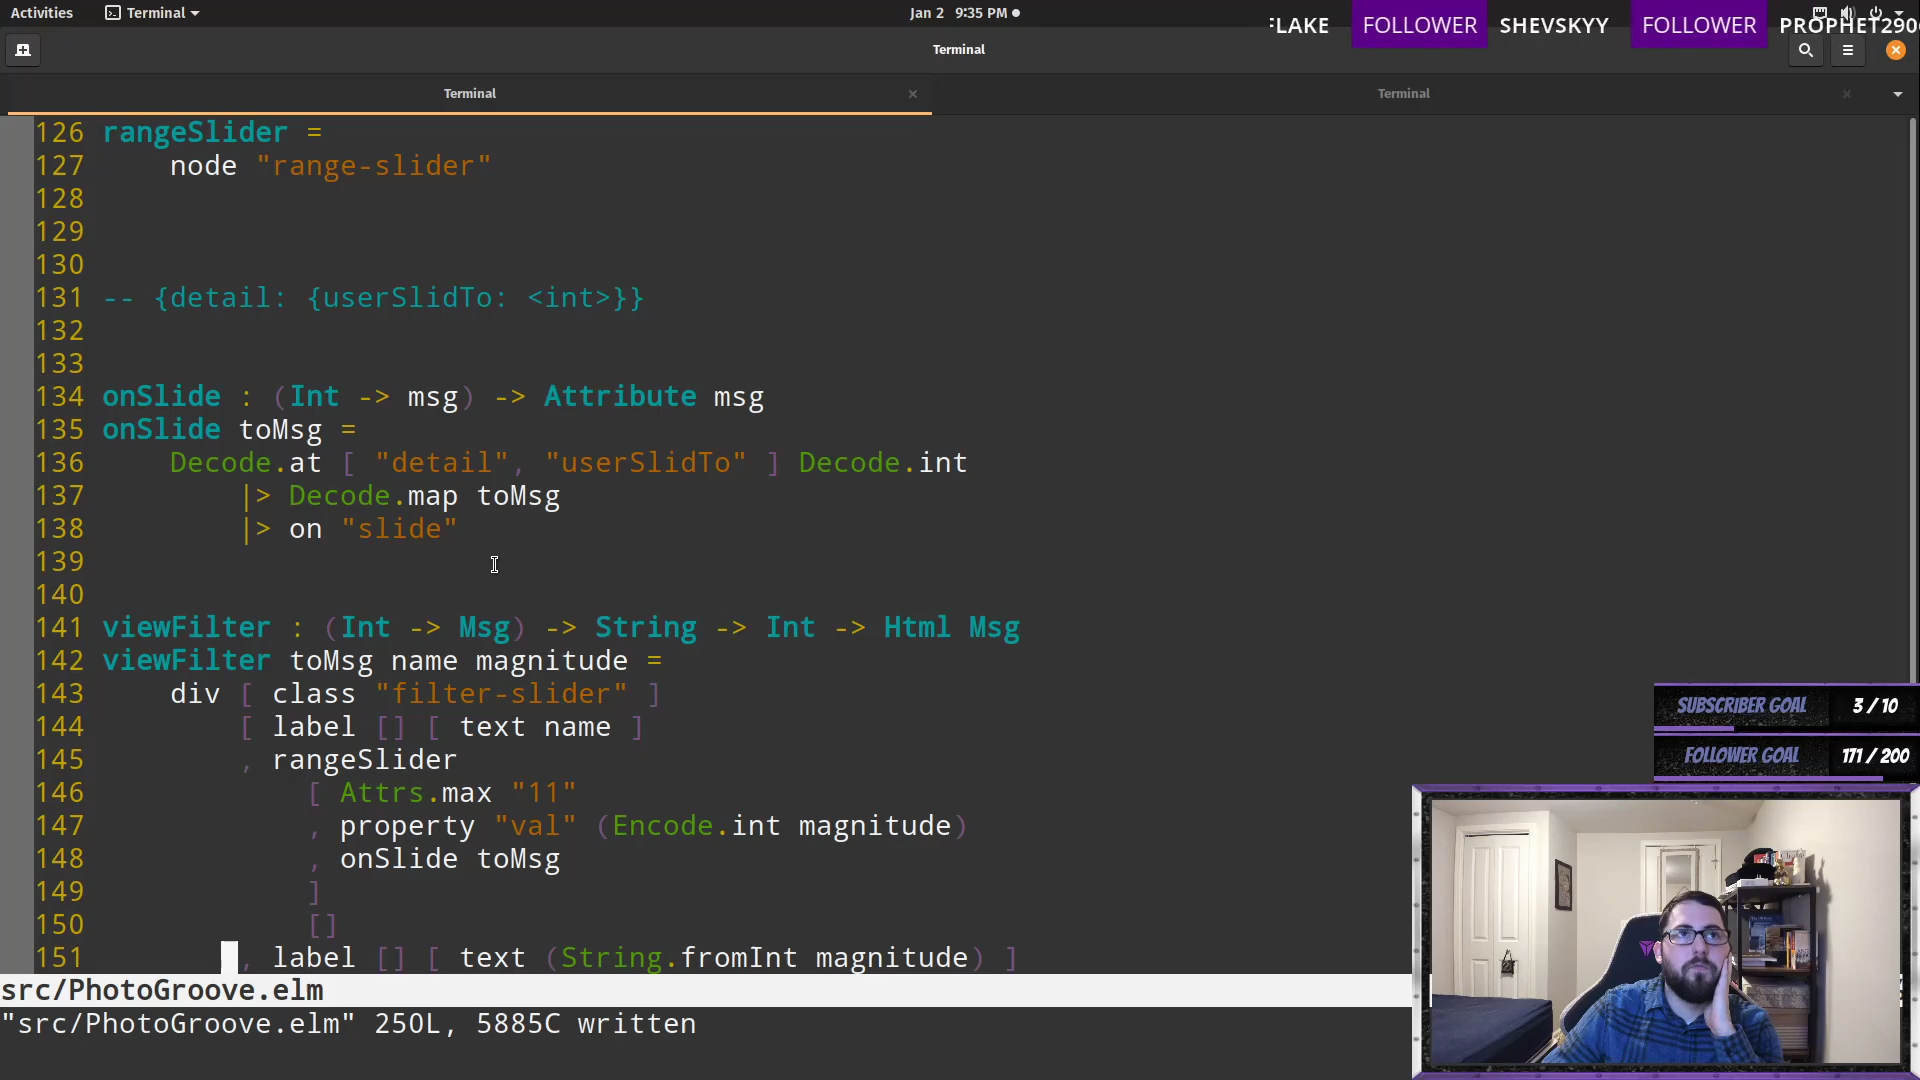 Activities Terminal Jan 2 9:35 PM FLAKE FOLLOWER SHEVSKYY FOLLOWER PROPHET290
Terminal
Terminal Terminal
126 rangeSlider =
127 node "range-slider"
128
129
130
131 -- {detail: {userSlidTo: <int>}}
132
133
134 onSlide : (Int -> msg) -> Attribute msg
135 onSlide toMsg =
136 Decode.at [ "detail", "userSlidTo" ] Decode.int
137 |> Decode.map toMsg
138 |> on "slide"
139
140
141 viewFilter : (Int -> Msg) -> String -> Int -> Html Msg
142 viewFilter toMsg name magnitude =
143 div [ class "filter-slider" ]
144 [ label [] [ text name ]
145 , rangeSlider
146 [ Attrs.max "11"
147 , property "val" (Encode.int magnitude)
148 , onSlide toMsg
149 ]
150 []
151 , label [] [ text (String.fromInt magnitude) ]
src/PhotoGroove.elm
"src/PhotoGroove.elm" 250L, 5885C written
SUBSCRIBER GOAL 3 / 10
FOLLOWER GOAL 171 / 200